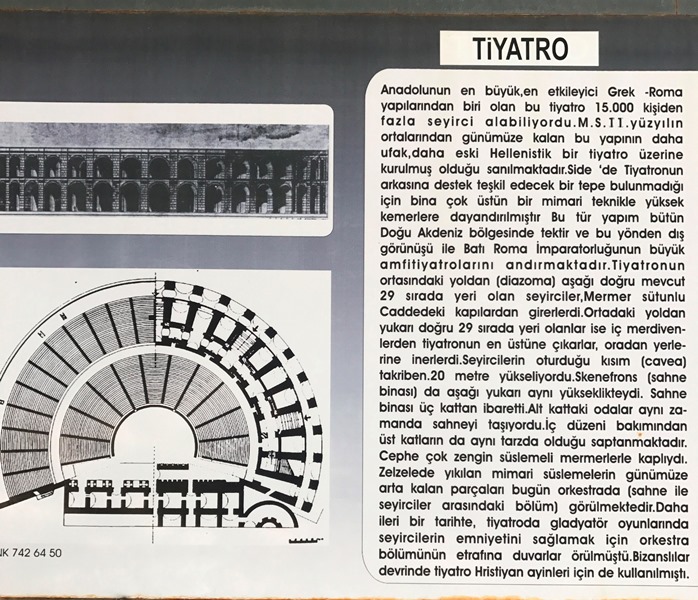 TiYATRO
Anadolunun en büyük,en etkileyici Grek -Roma
yapılarından biri olan bu tiyatro 15.000 kişiden
fazla seyirci alabiliyordu.M.S.II.yüzyılın
ortalarından günümüze kalan bu yapının daha
ufak,daha eski Hellenistik bir tiyatro üzerine
kurulmuş olduğu sanılmaktadır.Side 'de Tiyatronun
arkasına destek teşkil edecek bir tepe bulunmadığı
için bina çok üstün bir mimari teknikle yüksek
kemerlere dayandırılmıştır Bu tür yapım bütün
Doğu Akdeniz bölgesinde tektir ve bu yönden dış
görünüşü ile Batı Roma İmparatorluğunun büyük
amfitiyatrolarını andırmaktadır.Tiyatronun
ortasındaki yoldan (diazoma) aşağı doğru mevcut
29 sırada yeri olan seyirciler,Mermer sütunlu
Caddedeki kapılardan girerlerdi.Ortadaki yoldan
yukarı doğru 29 sırada yeri olanlar ise iç merdiven-
lerden tiyatronun en üstüne çıkarlar, oradan yerle-
rine inerlerdi.Seyircilerin oturduğu kısım (cavea)
takriben.20 metre yükseliyordu.Skenefrons (sahne
binası) da aşağı yukarı aynı yükseklikteydi. Sahne
binası üç kattan ibaretti.Alt kattaki odalar aynı za-
manda sahneyi taşıyordu.İç düzeni bakımından
üst katların da aynı tarzda olduğu saptanmaktadır.
Cephe çok zengin süslemeli mermerlerle kaplıydı.
Zelzelede yıkılan mimari süslemelerin günümüze
arta kalan parçaları bugün orkestrada (sahne ile
seyirciler arasındaki bölüm) görülmektedir.Daha
ileri bir tarihte, tiyatroda gladyatör oyunlarında
seyircilerin emniyetini sağlamak için orkestra
bölümünün etrafına duvarlar örülmüştü.Bizanslılar
devrinde tiyatro Hristiyan ayinleri için de kullanılmıştı.
NK 742 64 50